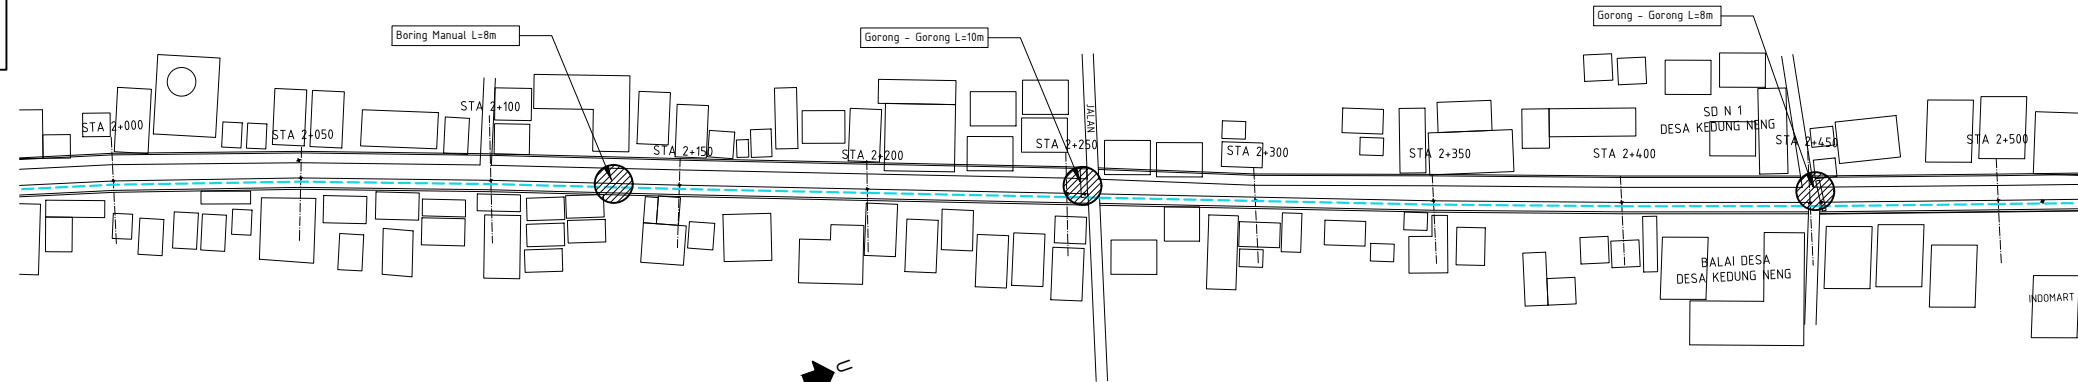 Gorong - Gorong L=8m
Boring Manual L=8m
Gorong - Gorong L=10m
STA 2+000
STA 2+050
STA 2+100
STA 2+150
STA 2+200
STA 2+250
JALAN
STA 2+300
STA 2+350
STA 2+400
SD N 1
DESA KEDUNG NENG
STA 2+450
STA 2+500
BALAI DESA
DESA KEDUNG NENG
INDOMART
U